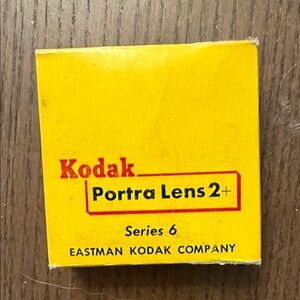 Kodak
Portra Lens 2+
Series 6
EASTMAN KODAK COMPANY